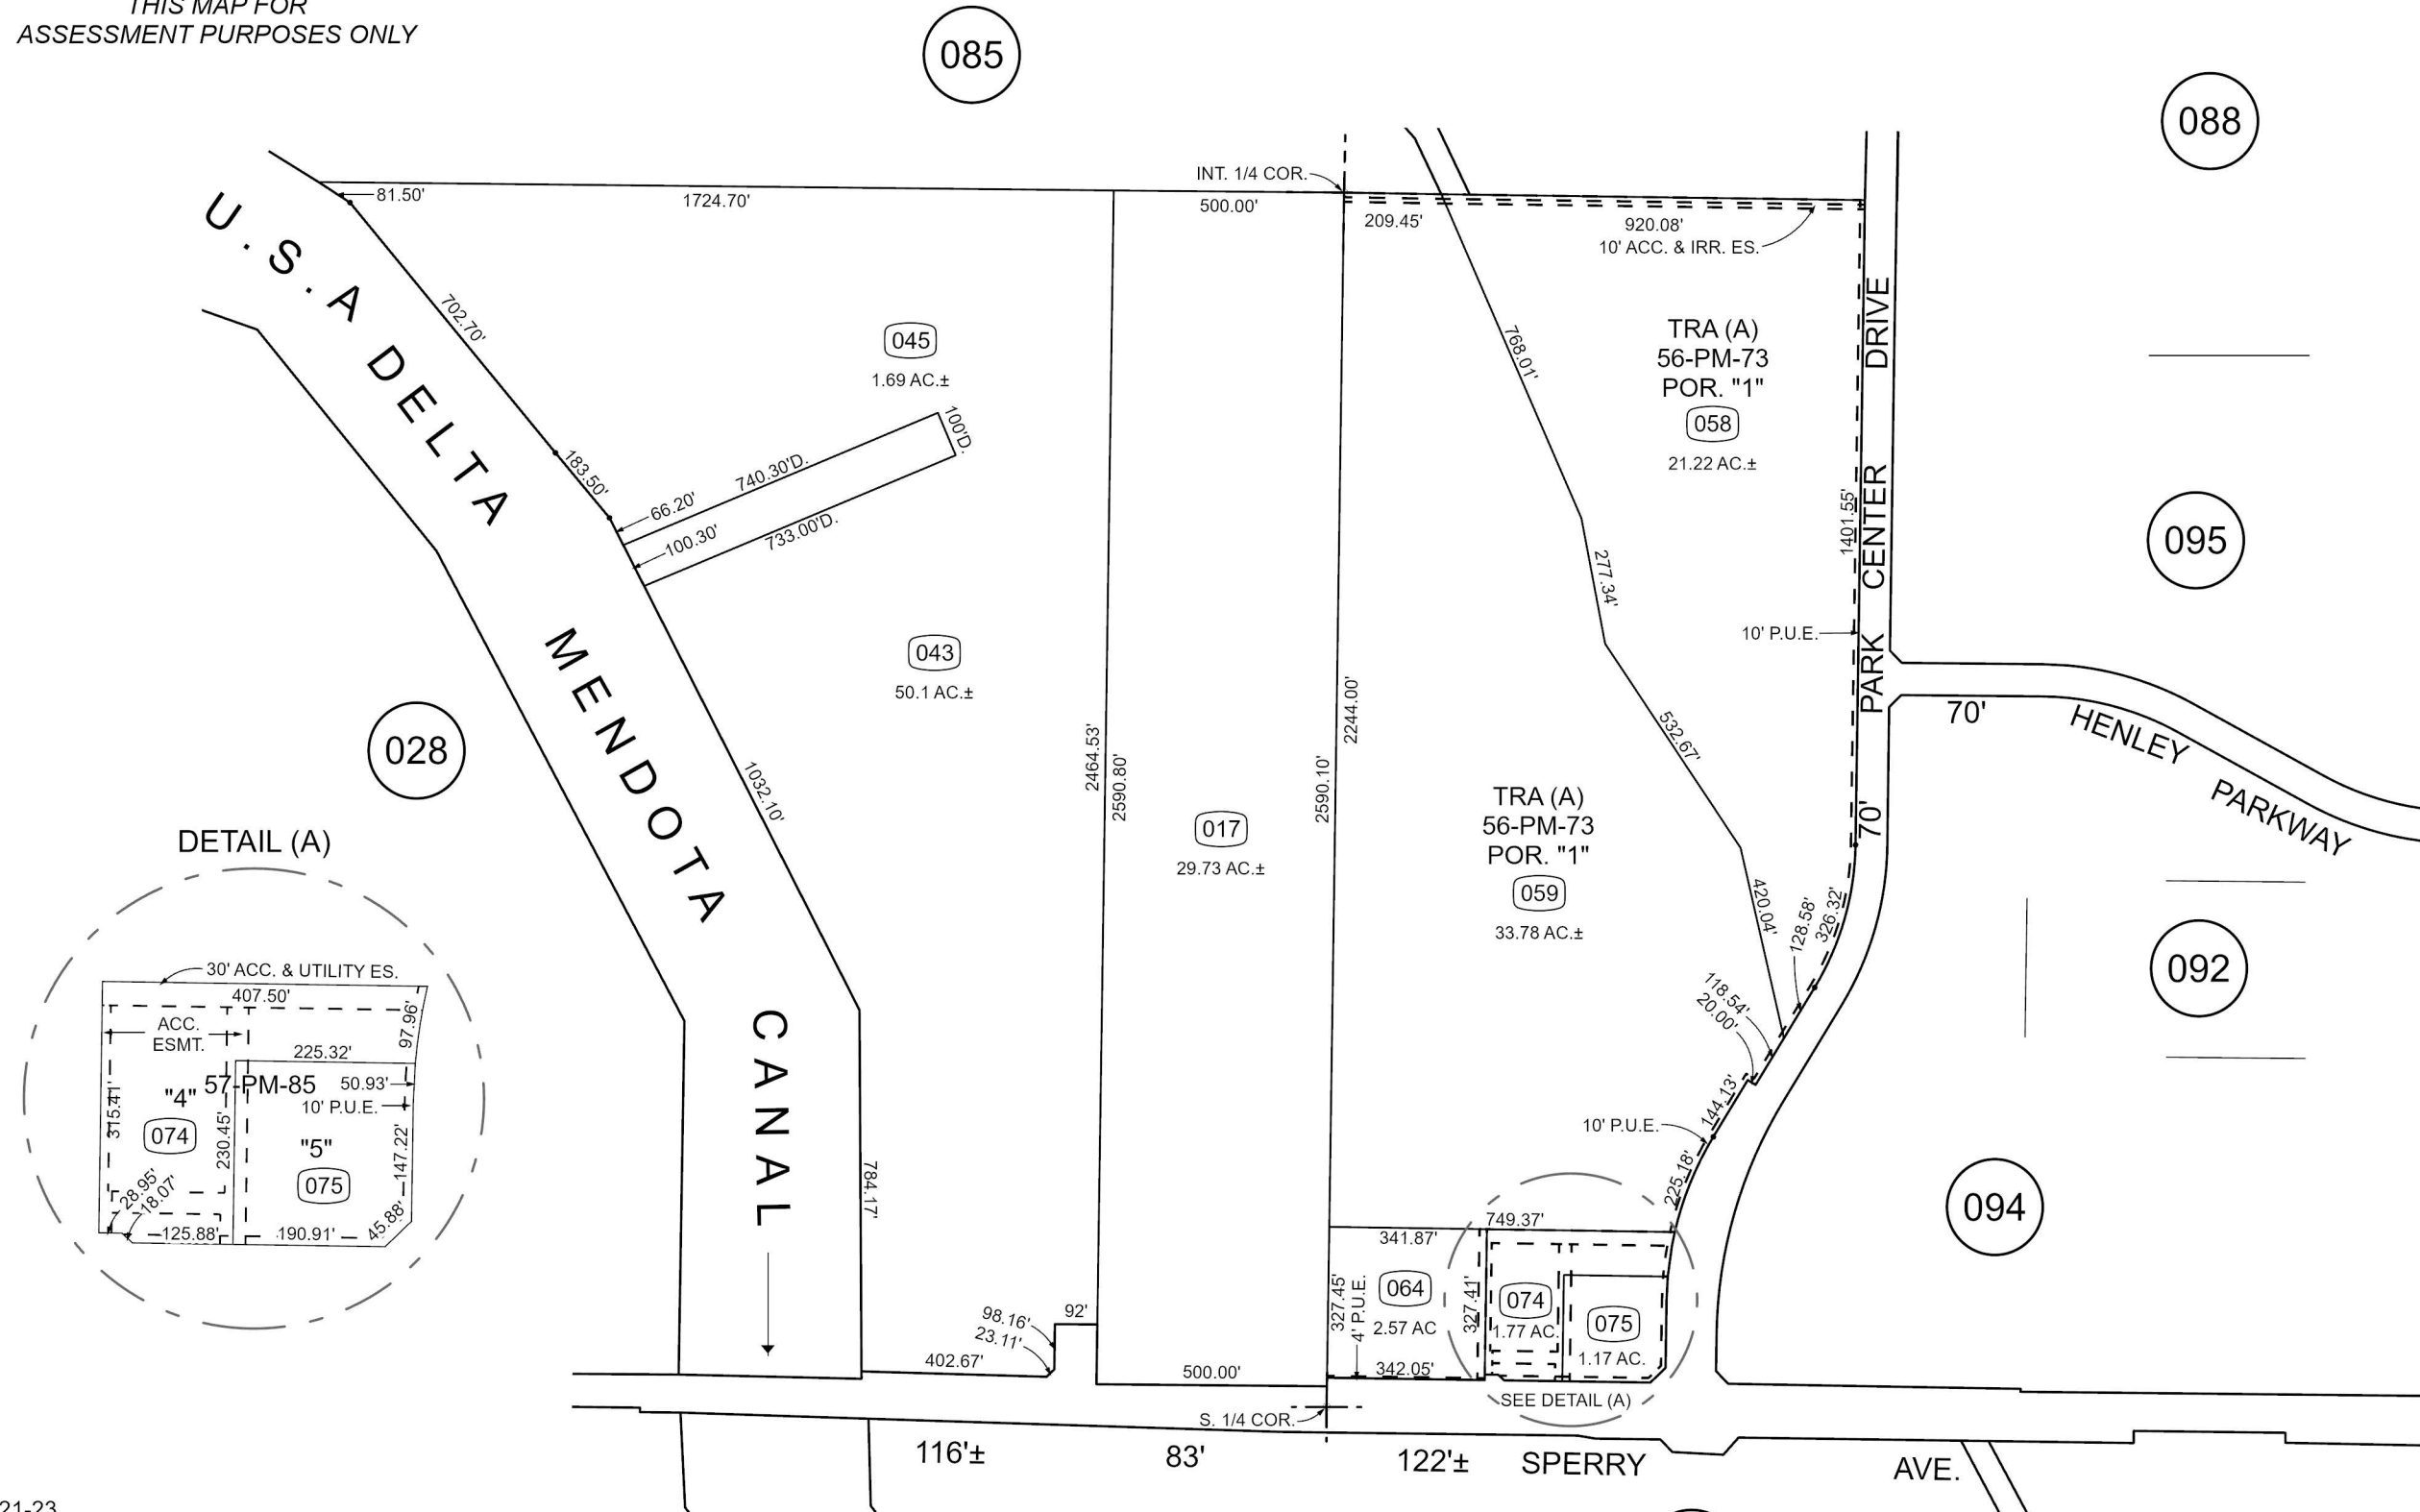 THIS MAP FOR
ASSESSMENT PURPOSES ONLY
085
088
INT. 1/4 COR.
81.50'
1724.70'
500.00'
209.45'
920.08'
10' ACC. & IRR. ES.
U.S.A DELTA MENDOTA CANAL
702.70'
045
1.69 AC.±
768.01'
TRA (A)
56-PM-73
POR. "1"
058
21.22 AC.±
PARK CENTER DRIVE
183.50'
66.20'
740.30'D.
100'D.
100.30'
733.00'D.
1401.55'
095
277.34'
10' P.U.E.
043
50.1 AC.±
028
2464.53'
2590.80'
2590.10'
2244.00'
532.67'
70'
HENLEY PARKWAY
70'
1032.10'
017
29.73 AC.±
TRA (A)
56-PM-73
POR. "1"
059
33.78 AC.±
420.04'
128.58'
326.32'
092
118.54'
20.00'
144.13'
10' P.U.E.
225.18'
094
DETAIL (A)
30' ACC. & UTILITY ES.
407.50'
97.96'
ACC.
ESMT.
225.32'
57-PM-85
50.93'
10' P.U.E.
"4"
315.41'
074
230.45'
"5"
075
147.22'
28.95'
18.07'
125.88'
190.91'
45.88'
784.17'
749.37'
341.87'
327.45'
4' P.U.E.
064
2.57 AC
327.41'
074
1.77 AC.
075
1.17 AC.
98.16'
23.11'
92'
402.67'
500.00'
342.05'
SEE DETAIL (A)
S. 1/4 COR.
116'±
83'
122'±
SPERRY
AVE.
21-23